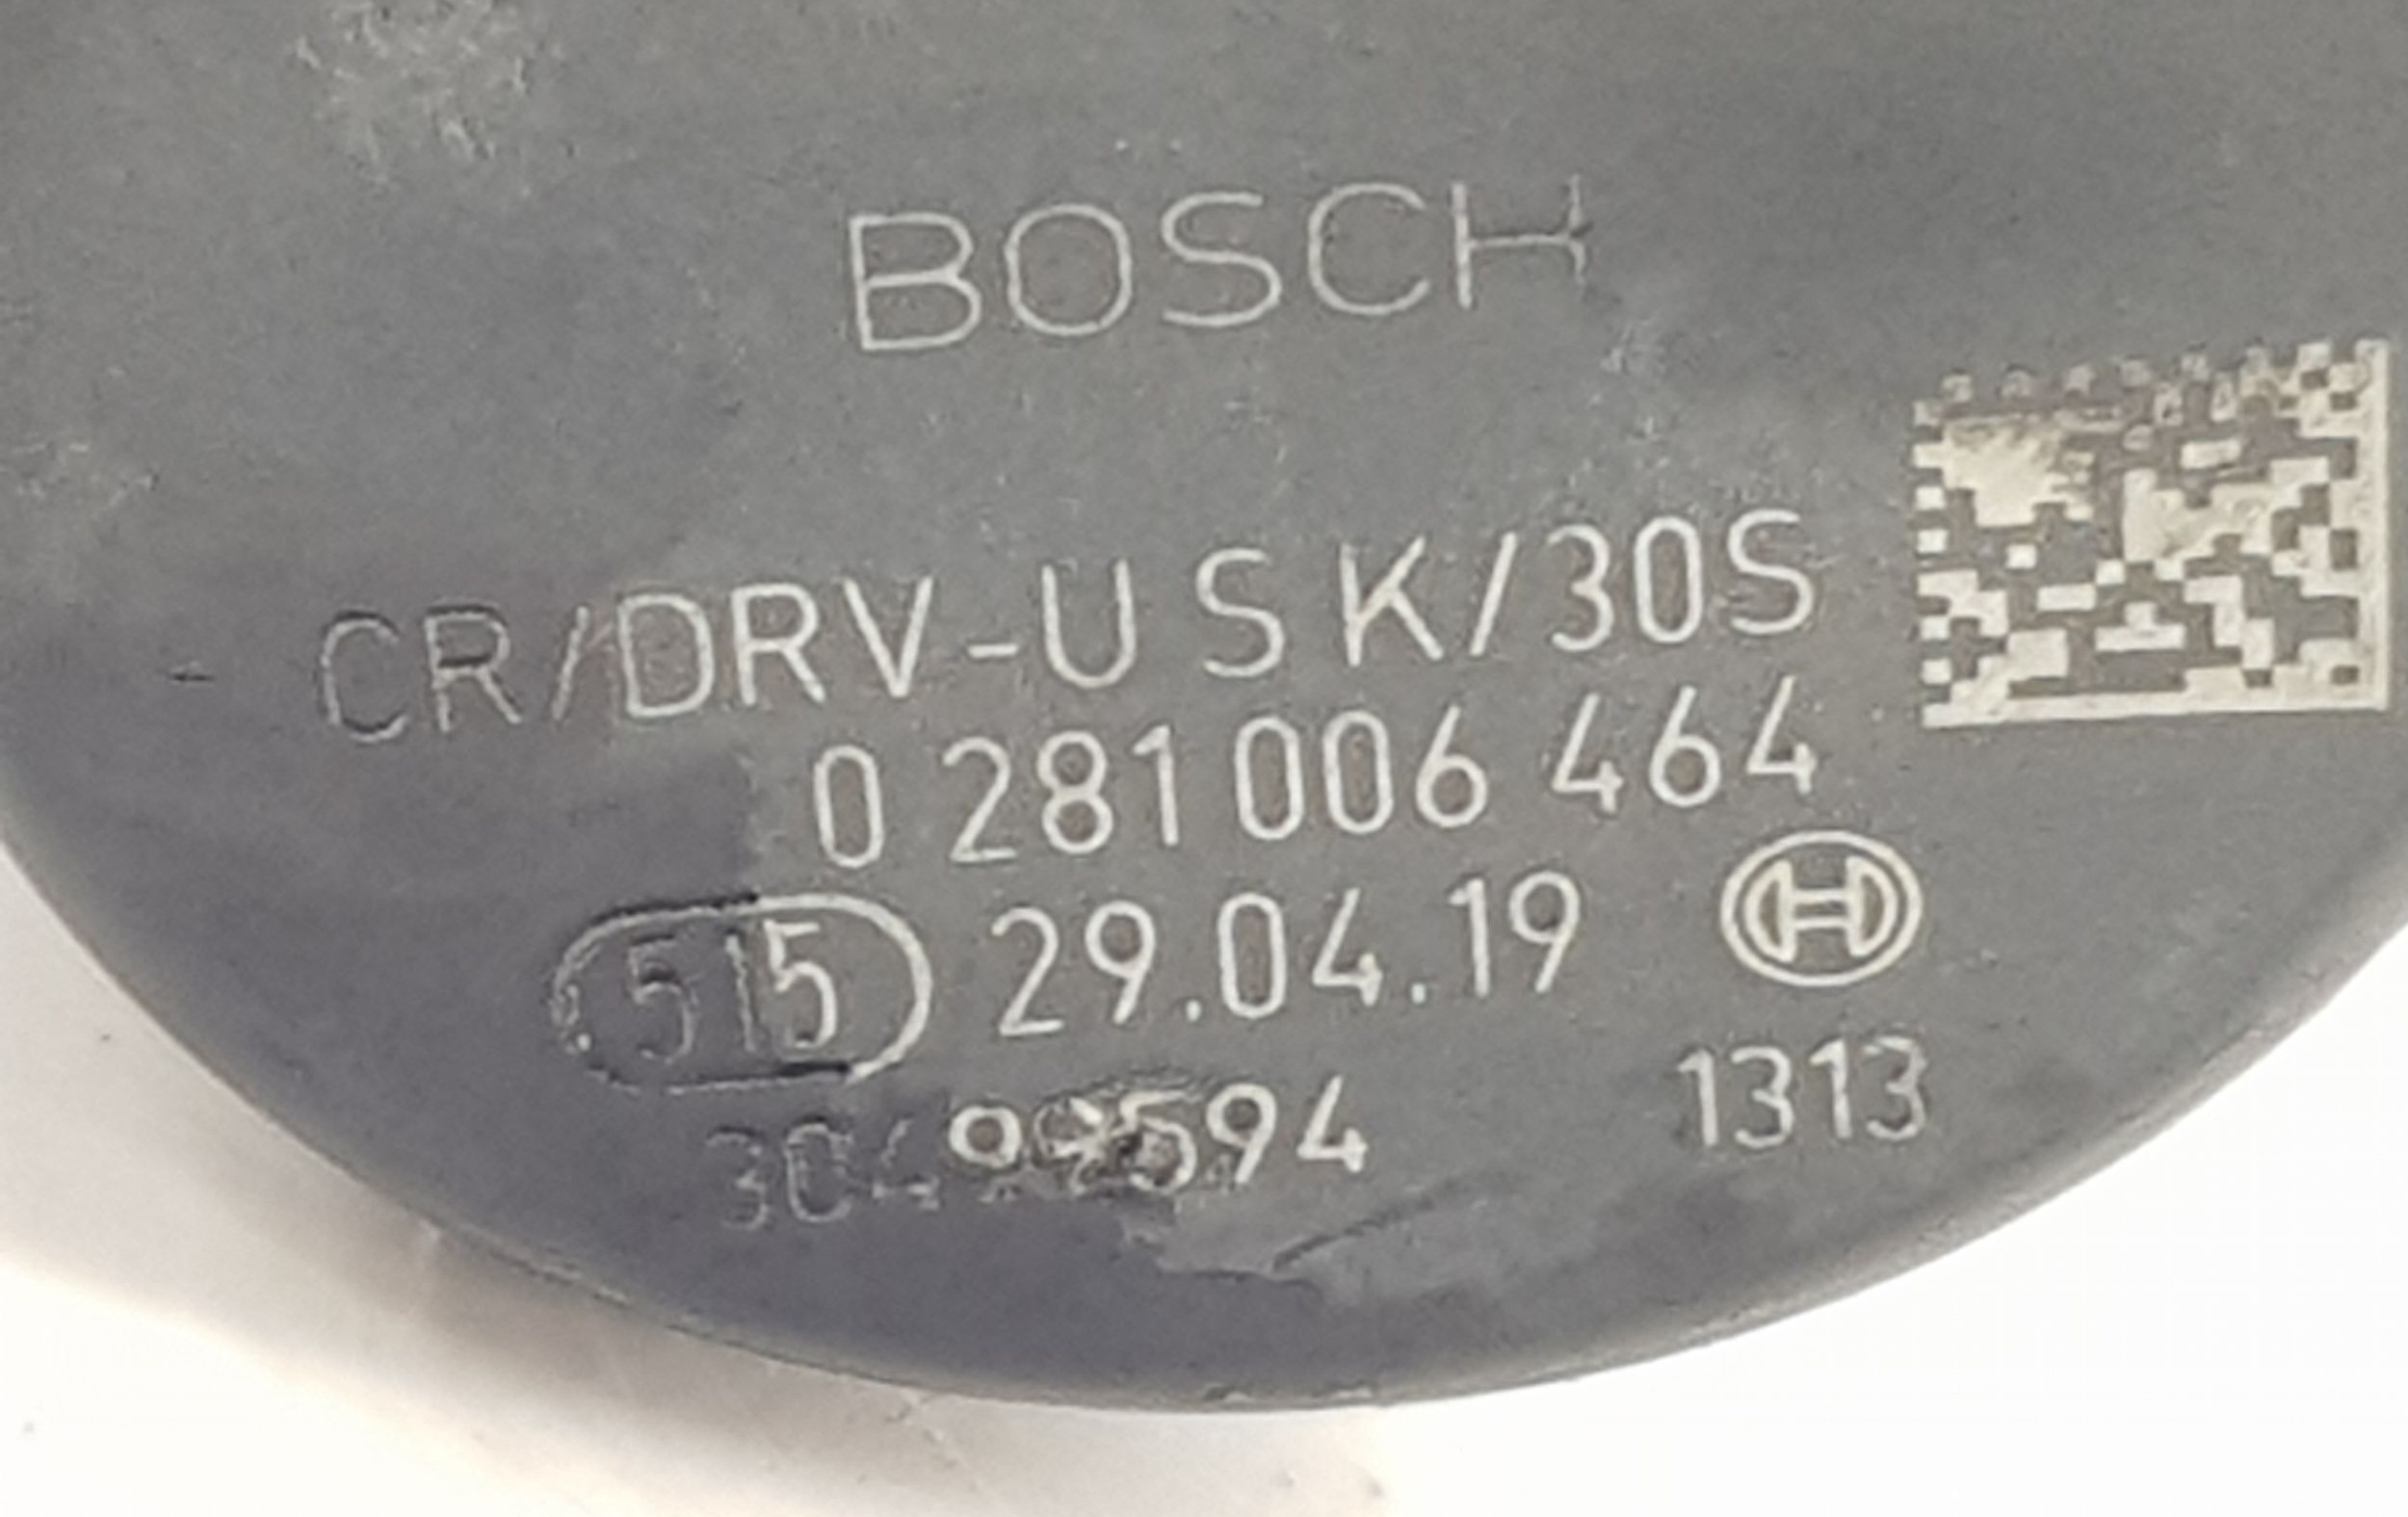 BOSCH
CR/DRV-U S K/30S
0 281 006 464
515 29.04.19
1313